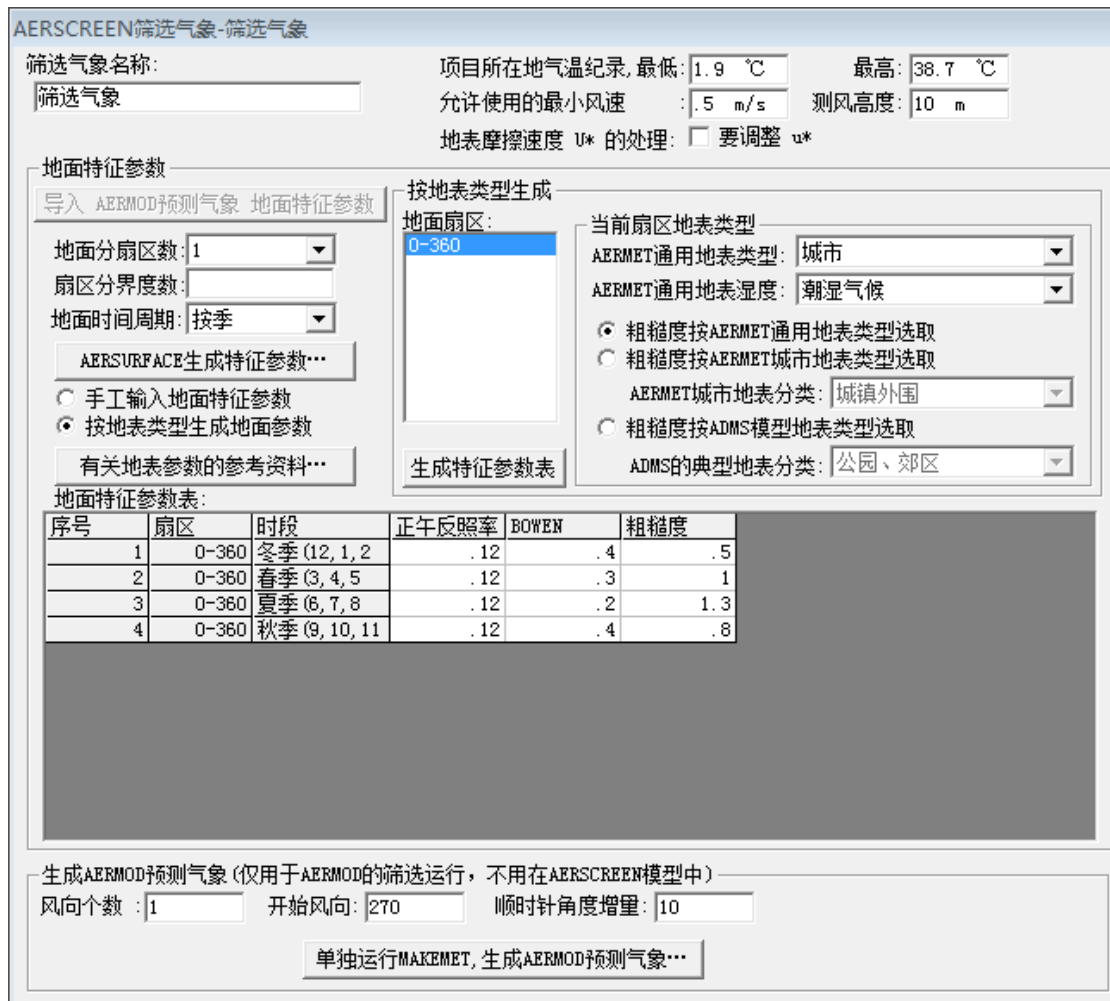 AERSCREEN筛选气象-筛选气象
筛选气象名称:
筛选气象
项目所在地气温纪录,最低: 1.9 ℃ 最高: 38.7 ℃
允许使用的最小风速 : .5 m/s 测风高度: 10 m
地表摩擦速度 U* 的处理: 要调整 u*
地面特征参数
导入 AERMOD预测气象 地面特征参数
地面分扇区数: 1
扇区分界度数:
地面时间周期: 按季
AERSURFACE生成特征参数…
手工输入地面特征参数
按地表类型生成地面参数
有关地表参数的参考资料…
按地表类型生成
地面扇区:
0-360
生成特征参数表
当前扇区地表类型
AERMET通用地表类型: 城市
AERMET通用地表湿度: 潮湿气候
粗糙度按AERMET通用地表类型选取
粗糙度按AERMET城市地表类型选取
AERMET城市地表分类: 城镇外围
粗糙度按ADMS模型地表类型选取
ADMS的典型地表分类: 公园、郊区
地面特征参数表:
序号 扇区 时段 正午反照率 BOWEN 粗糙度
1 0-360 冬季(12,1,2 .12 .4 .5
2 0-360 春季(3,4,5 .12 .3 1
3 0-360 夏季(6,7,8 .12 .2 1.3
4 0-360 秋季(9,10,11 .12 .4 .8
生成AERMOD预测气象(仅用于AERMOD的筛选运行，不用在AERSCREEN模型中)
风向个数 : 1 开始风向: 270 顺时针角度增量: 10
单独运行MAKEMET,生成AERMOD预测气象…